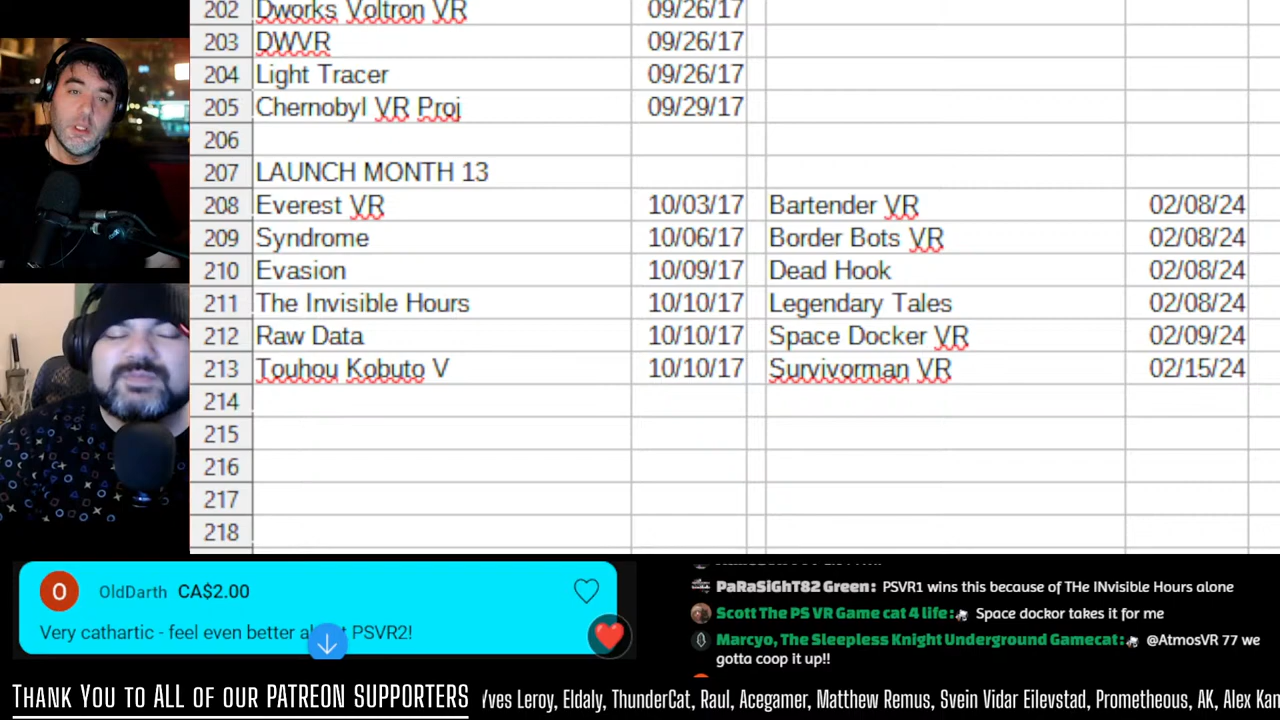 202 Dworks Voltron VR 09/26/17
203 DWVR 09/26/17
204 Light Tracer 09/26/17
205 Chernobyl VR Proj 09/29/17
206
207 LAUNCH MONTH 13
208 Everest VR 10/03/17 Bartender VR 02/08/24
209 Syndrome 10/06/17 Border Bots VR 02/08/24
210 Evasion 10/09/17 Dead Hook 02/08/24
211 The Invisible Hours 10/10/17 Legendary Tales 02/08/24
212 Raw Data 10/10/17 Space Docker VR 02/09/24
213 Touhou Kobuto V 10/10/17 Survivorman VR 02/15/24
214
215
216
217
218
O OldDarth CA$2.00
Very cathartic - feel even better PSVR2!
PaRaSiGhT82 Green: PSVR1 wins this because of THe INvisible Hours alone
Scott The PS VR Game cat 4 life: Space dockor takes it for me
Marcyo, The Sleepless Knight Underground Gamecat: @AtmosVR 77 we
gotta coop it up!!
THANK YOU TO ALL OF OUR PATREON SUPPORTERS Yves Leroy, Eldaly, ThunderCat, Raul, Acegamer, Matthew Remus, Svein Vidar Eilevstad, Prometheous, AK, Alex Kan